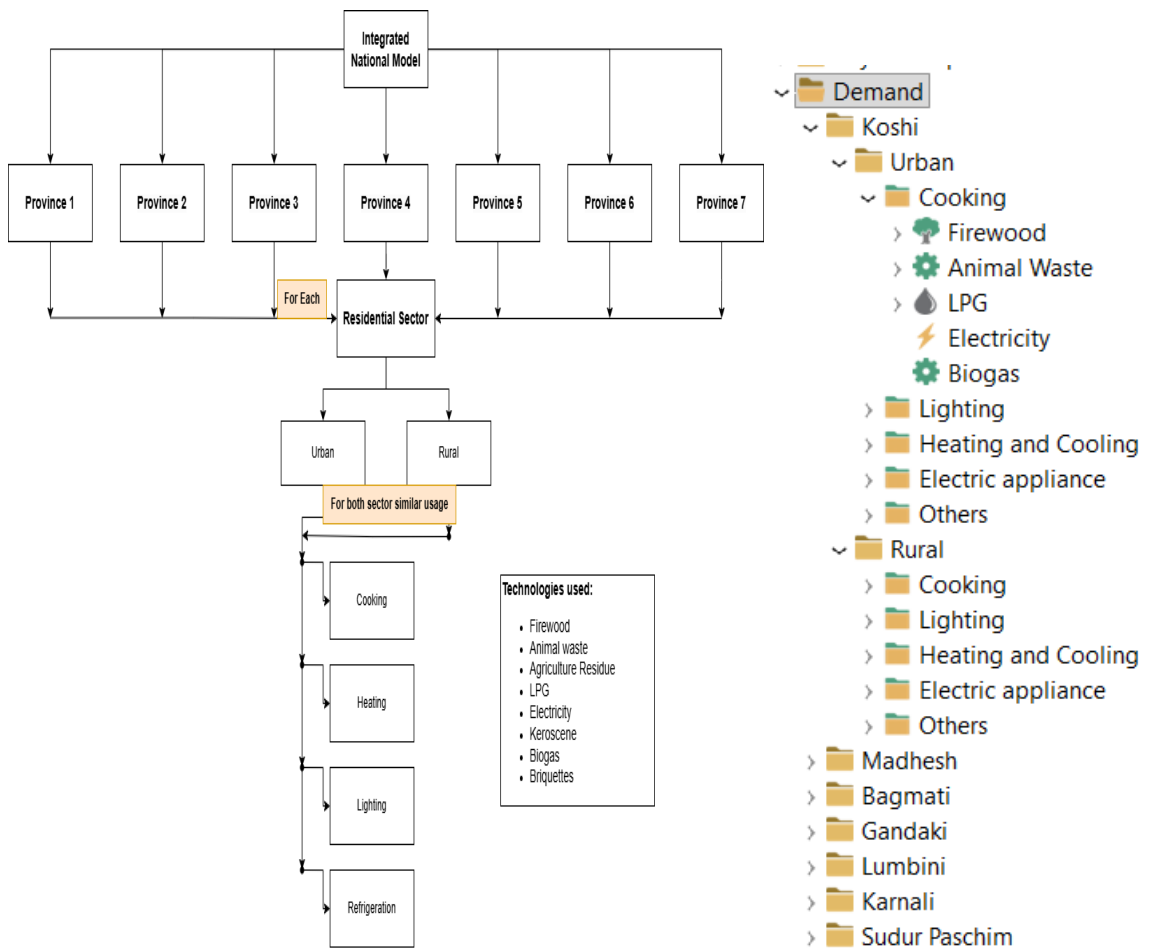 Integrated
National Model
Province 1
Province 2
Province 3
Province 4
Province 5
Province 6
Province 7
For Each
Residential Sector
Urban
Rural
For both sector similar usage
Cooking
Heating
Lighting
Refrigeration
Technologies used:
• Firewood
• Animal waste
• Agriculture Residue
• LPG
• Electricity
• Keroscene
• Biogas
• Briquettes
Demand
Koshi
Urban
Cooking
Firewood
Animal Waste
LPG
Electricity
Biogas
Lighting
Heating and Cooling
Electric appliance
Others
Rural
Cooking
Lighting
Heating and Cooling
Electric appliance
Others
Madhesh
Bagmati
Gandaki
Lumbini
Karnali
Sudur Paschim